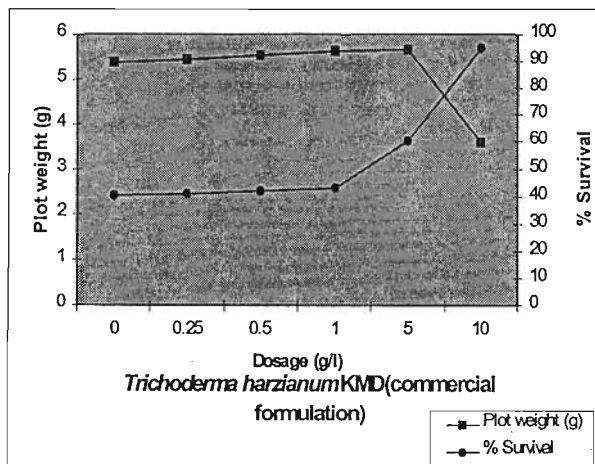 6
5
4
3
2
1
0
Plot weight (g)
100
90
80
70
60
50
40
30
20
10
0
% Survival
0 0.25 0.5 1 5 10
Dosage (g/l)
Trichoderma harzianum KMD(commercial
formulation)
Plot weight (g)
% Survival